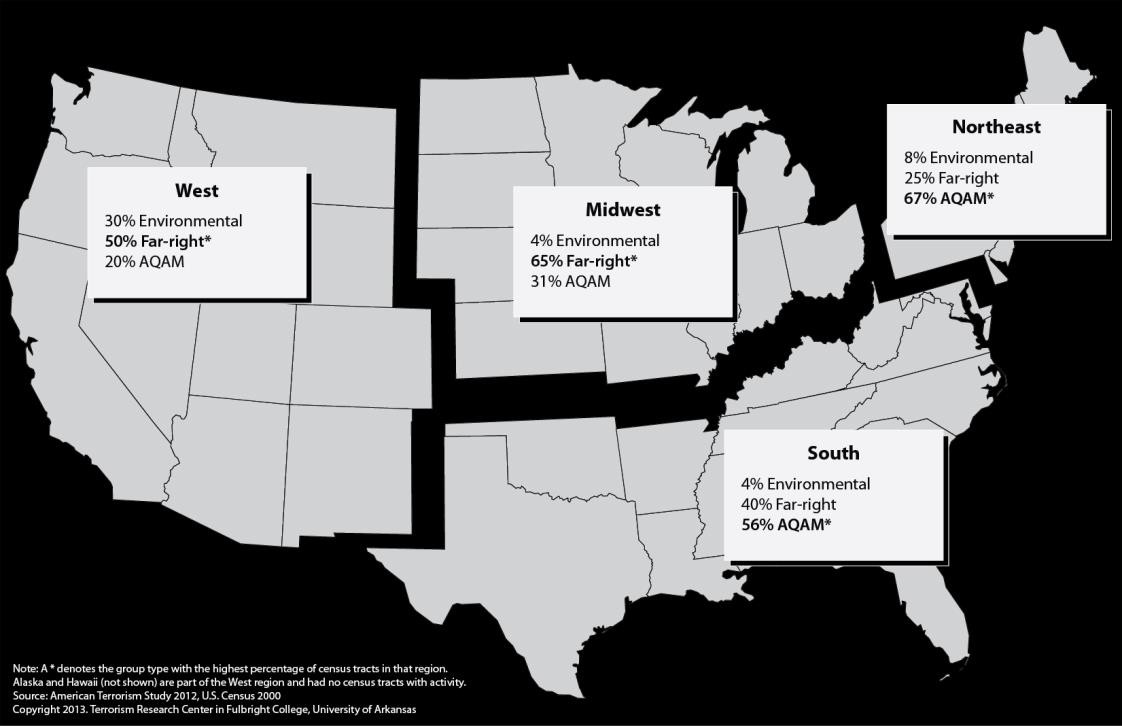 Northeast
8% Environmental
25% Far-right
67% AQAM*
West
30% Environmental
50% Far-right*
20% AQAM
Midwest
4% Environmental
65% Far-right*
31% AQAM
South
4% Environmental
40% Far-right
56% AQAM*
Note: A * denotes the group type with the highest percentage of census tracts in that region.
Alaska and Hawaii (not shown) are part of the West region and had no census tracts with activity.
Source: American Terrorism Study 2012, U.S. Census 2000
Copyright 2013. Terrorism Research Center in Fulbright College, University of Arkansas